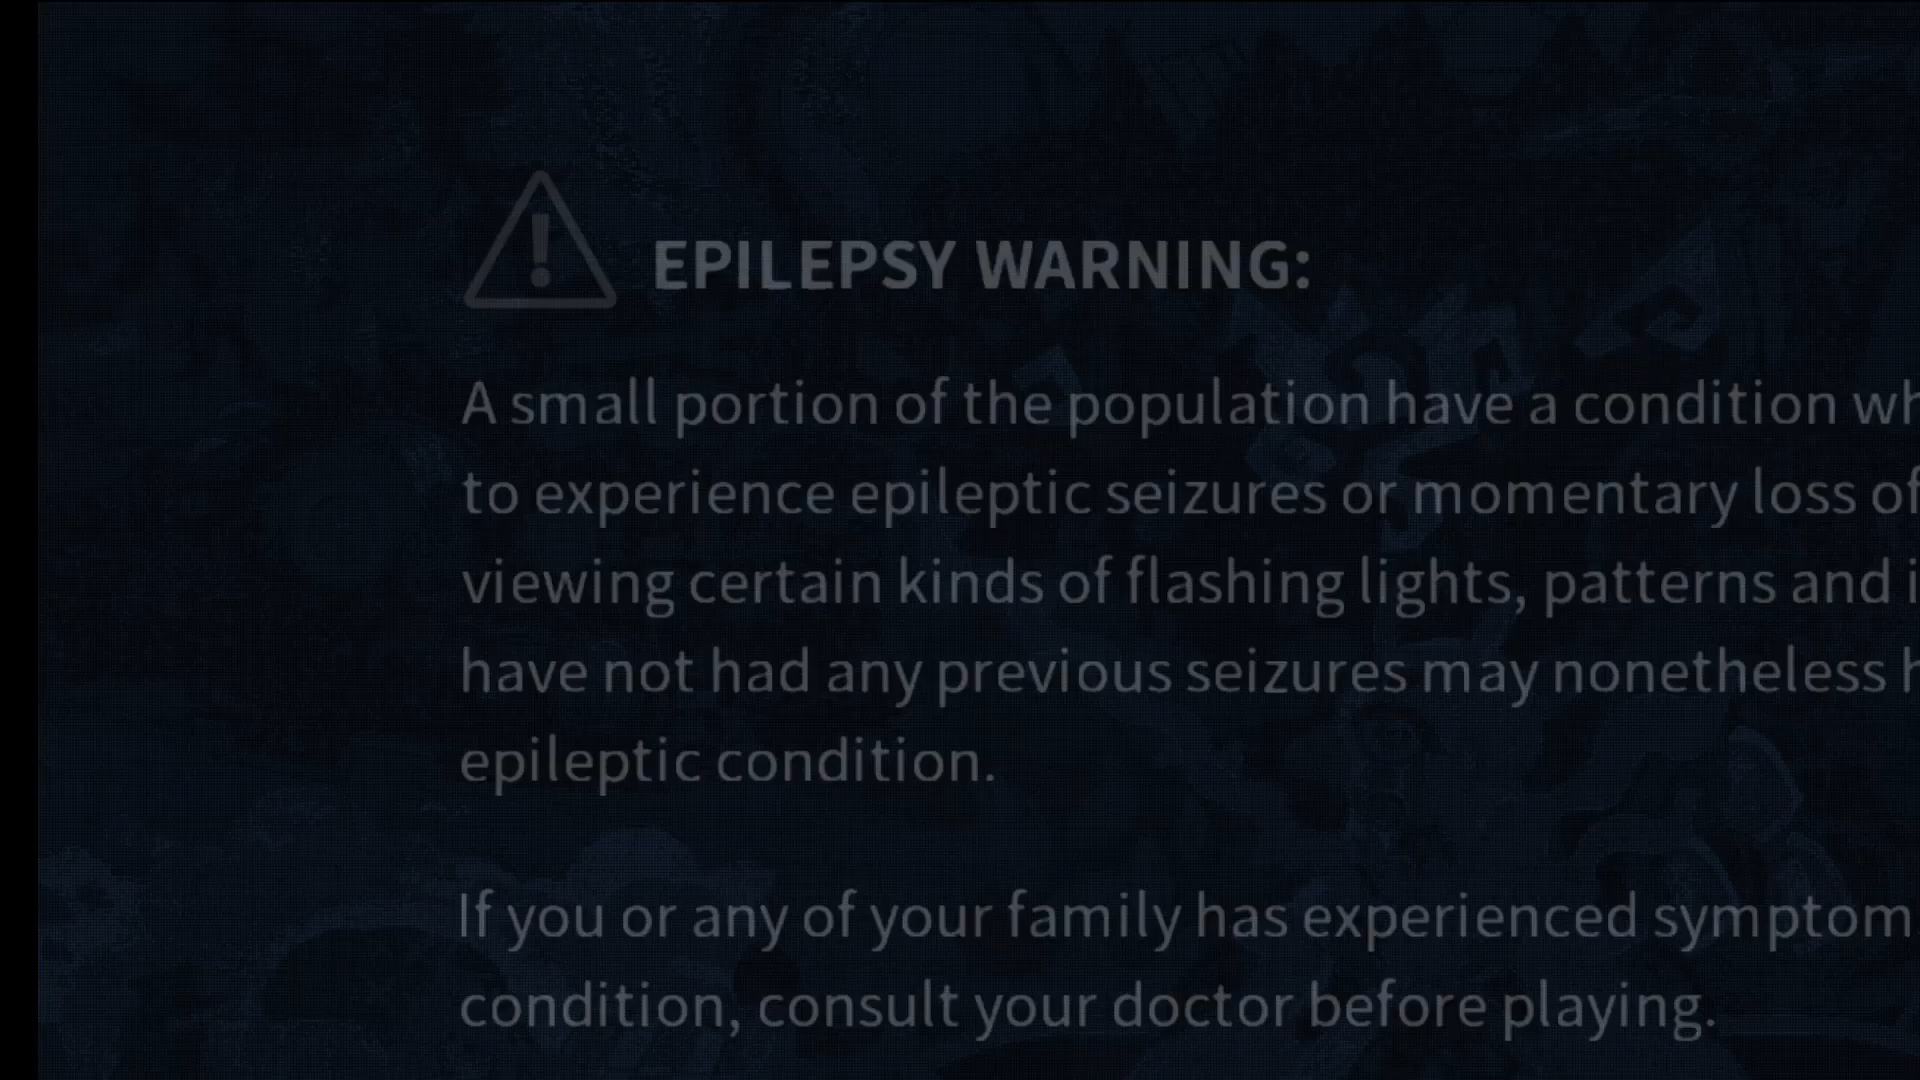 EPILEPSY WARNING:
A small portion of the population have a condition
to experience epileptic seizures or momentary loss of
viewing certain kinds of flashing lights, patterns and
have not had any previous seizures may nonetheless
epileptic condition.
If you or any of your family has experienced
condition, consult your doctor before playing.